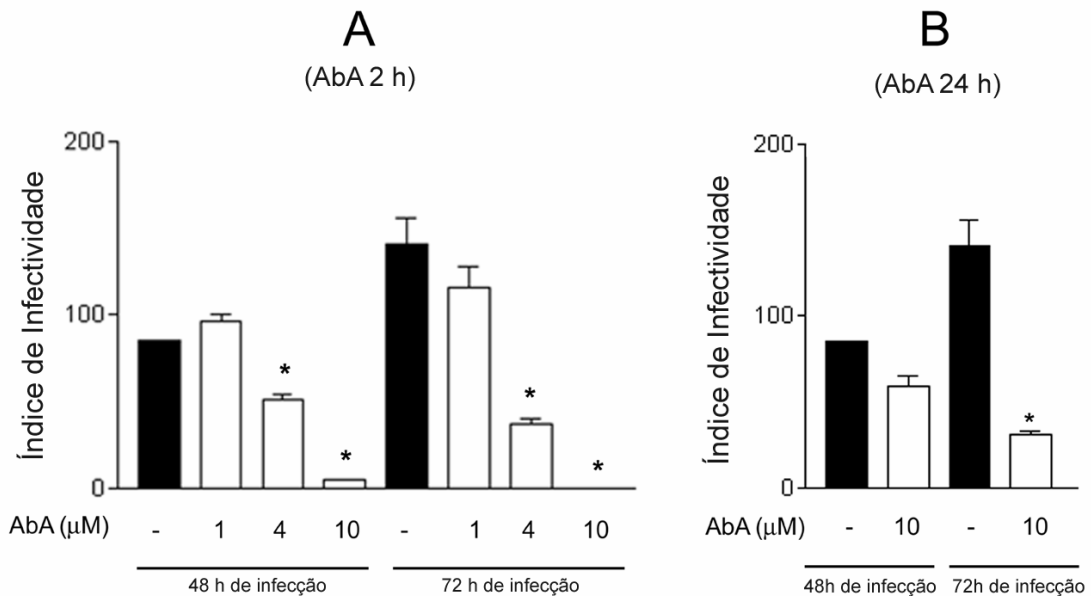 A
(AbA 2 h)
Índice de Infectividade
200
100
0
*
*
*
*
AbA (μM) - 1 4 10 - 1 4 10
48 h de infecção 72 h de infecção
B
(AbA 24 h)
Índice de Infectividade
200
100
0
*
AbA (μM) - 10 - 10
48h de infecção 72h de infecção